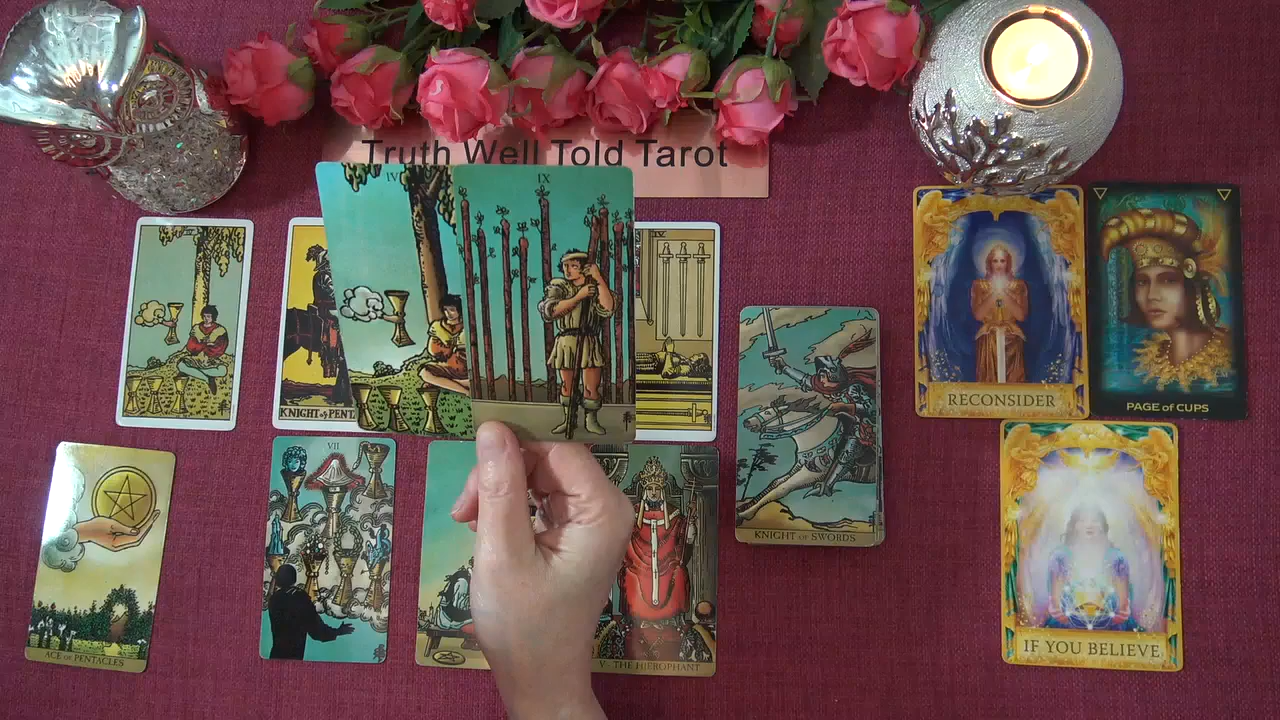 Truth Well Told Tarot
IV
IX
IV
KNIGHT of PENT
KNIGHT OF SWORDS
RECONSIDER
PAGE of CUPS
ACE OF PENTACLES
VII
V - THE HIEROPHANT
IF YOU BELIEVE